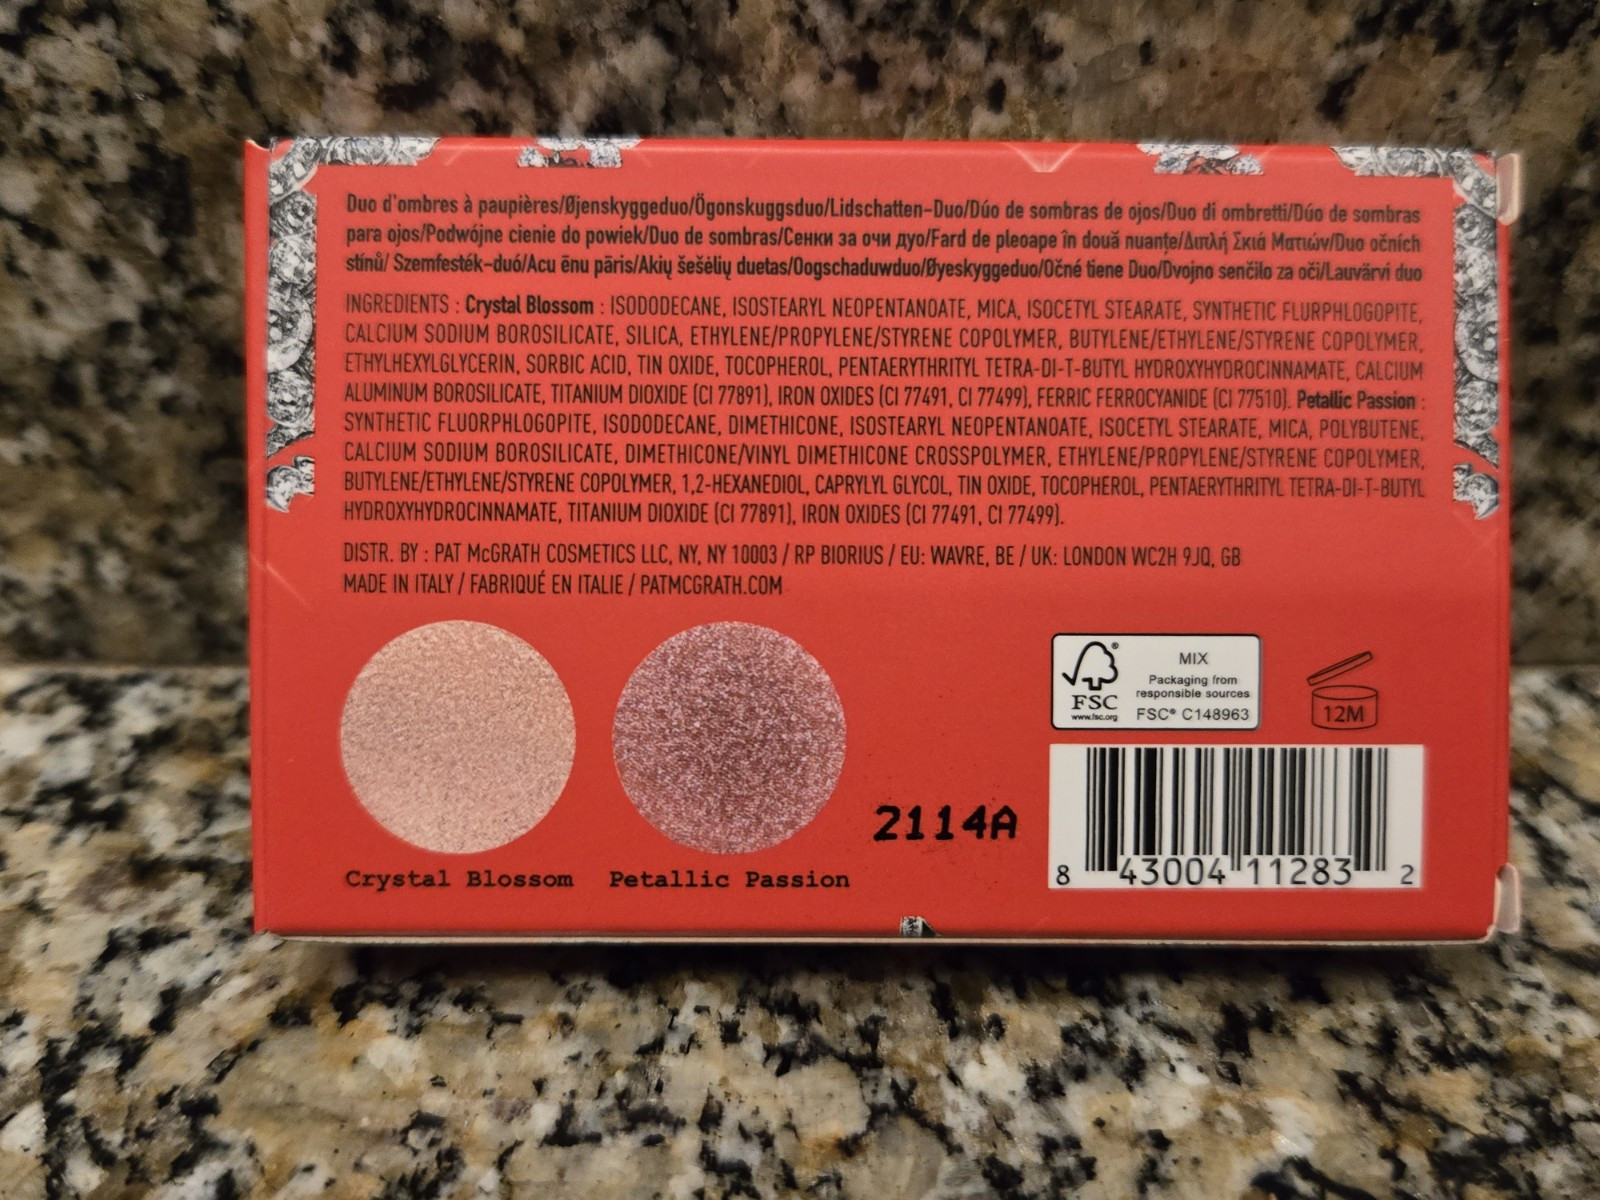 Duo d'ombres à paupières/Øjenskyggeduo/Ögonskuggsduo/Lidschatten-Duo/Dúo de sombras de ojos/Duo di ombretti/Dúo de sombras
para ojos/Podwójne cienie do powiek/Duo de sombras/Сенки за очи дуо/Fard de pleoape în două nuanțe/Διπλή Σκιά Ματιών/Duo očních
stínů/ Szemfesték-duó/Acu ēnu pāris/Akių šešėlių duetas/Oogschaduwduo/Øyeskyggeduo/Očné tiene Duo/Dvojno senčilo za oči/Lauvärvi duo
INGREDIENTS : Crystal Blossom : ISODODECANE, ISOSTEARYL NEOPENTANOATE, MICA, ISOCETYL STEARATE, SYNTHETIC FLURPHLOGOPITE,
CALCIUM SODIUM BOROSILICATE, SILICA, ETHYLENE/PROPYLENE/STYRENE COPOLYMER, BUTYLENE/ETHYLENE/STYRENE COPOLYMER,
ETHYLHEXYLGLYCERIN, SORBIC ACID, TIN OXIDE, TOCOPHEROL, PENTAERYTHRITYL TETRA-DI-T-BUTYL HYDROXYHYDROCINNAMATE, CALCIUM
ALUMINUM BOROSILICATE, TITANIUM DIOXIDE (CI 77891), IRON OXIDES (CI 77491, CI 77499), FERRIC FERROCYANIDE (CI 77510). Petallic Passion :
SYNTHETIC FLUORPHLOGOPITE, ISODODECANE, DIMETHICONE, ISOSTEARYL NEOPENTANOATE, ISOCETYL STEARATE, MICA, POLYBUTENE,
CALCIUM SODIUM BOROSILICATE, DIMETHICONE/VINYL DIMETHICONE CROSSPOLYMER, ETHYLENE/PROPYLENE/STYRENE COPOLYMER,
BUTYLENE/ETHYLENE/STYRENE COPOLYMER, 1,2-HEXANEDIOL, CAPRYLYL GLYCOL, TIN OXIDE, TOCOPHEROL, PENTAERYTHRITYL TETRA-DI-T-BUTYL
HYDROXYHYDROCINNAMATE, TITANIUM DIOXIDE (CI 77891), IRON OXIDES (CI 77491, CI 77499).
DISTR. BY : PAT McGRATH COSMETICS LLC, NY, NY 10003 / RP BIORIUS / EU: WAVRE, BE / UK: LONDON WC2H 9JQ, GB
MADE IN ITALY / FABRIQUÉ EN ITALIE / PATMCGRATH.COM
FSC
www.fsc.org
MIX
Packaging from
responsible sources
FSC® C148963
12M
2114A
8 43004 11283 2
Crystal Blossom
Petallic Passion